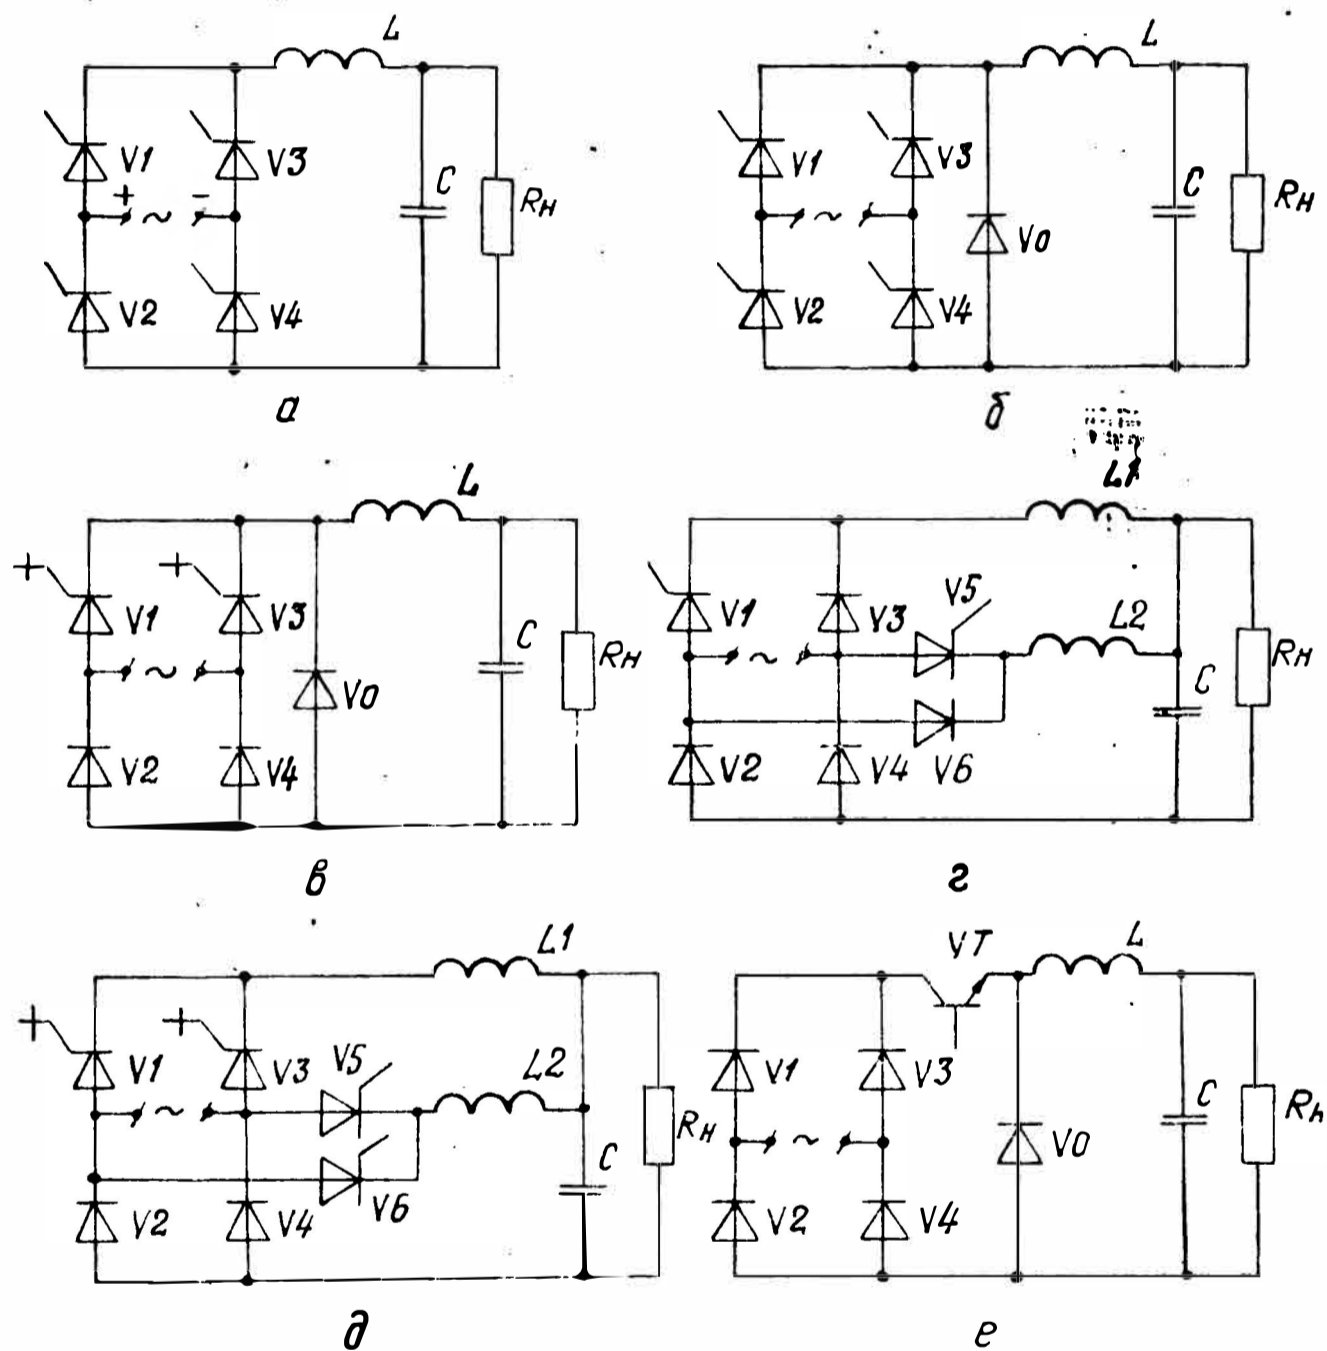 L
V1 V3 C Rн
+ ~ -
V2 V4
а
L
V1 V3 C Rн
~ V0
V2 V4
б
L
+ + V1 V3 C Rн
~ V0
V2 V4
в
L1
V1 V3 V5 L2 Rн
~ C
V2 V4 V6
г
L1
+ + V1 V3 V5 L2
~ Rн
C
V2 V4 V6
д
VT L
V1 V3 C Rн
~ V0
V2 V4
е